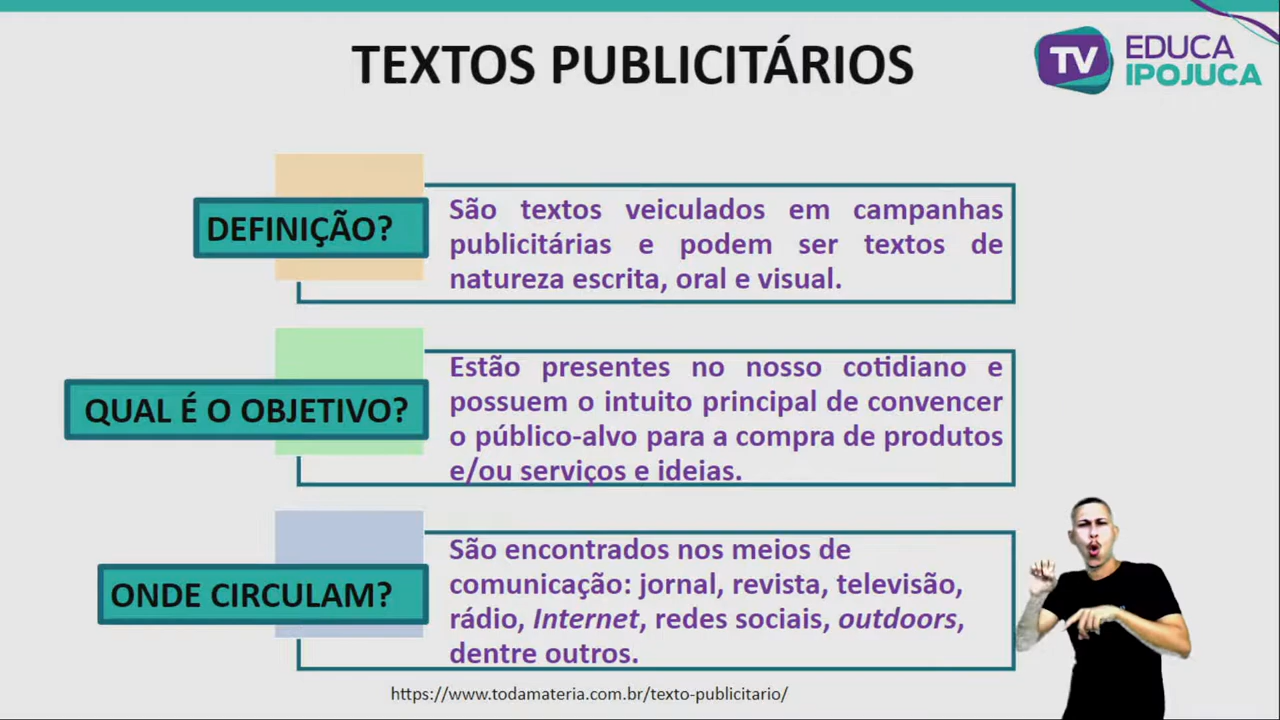 TEXTOS PUBLICITÁRIOS
TV EDUCA
IPOJUCA
DEFINIÇÃO?
São textos veiculados em campanhas
publicitárias e podem ser textos de
natureza escrita, oral e visual.
QUAL É O OBJETIVO?
Estão presentes no nosso cotidiano e
possuem o intuito principal de convencer
o público-alvo para a compra de produtos
e/ou serviços e ideias.
ONDE CIRCULAM?
São encontrados nos meios de
comunicação: jornal, revista, televisão,
rádio, Internet, redes sociais, outdoors,
dentre outros.
https://www.todamateria.com.br/texto-publicitario/